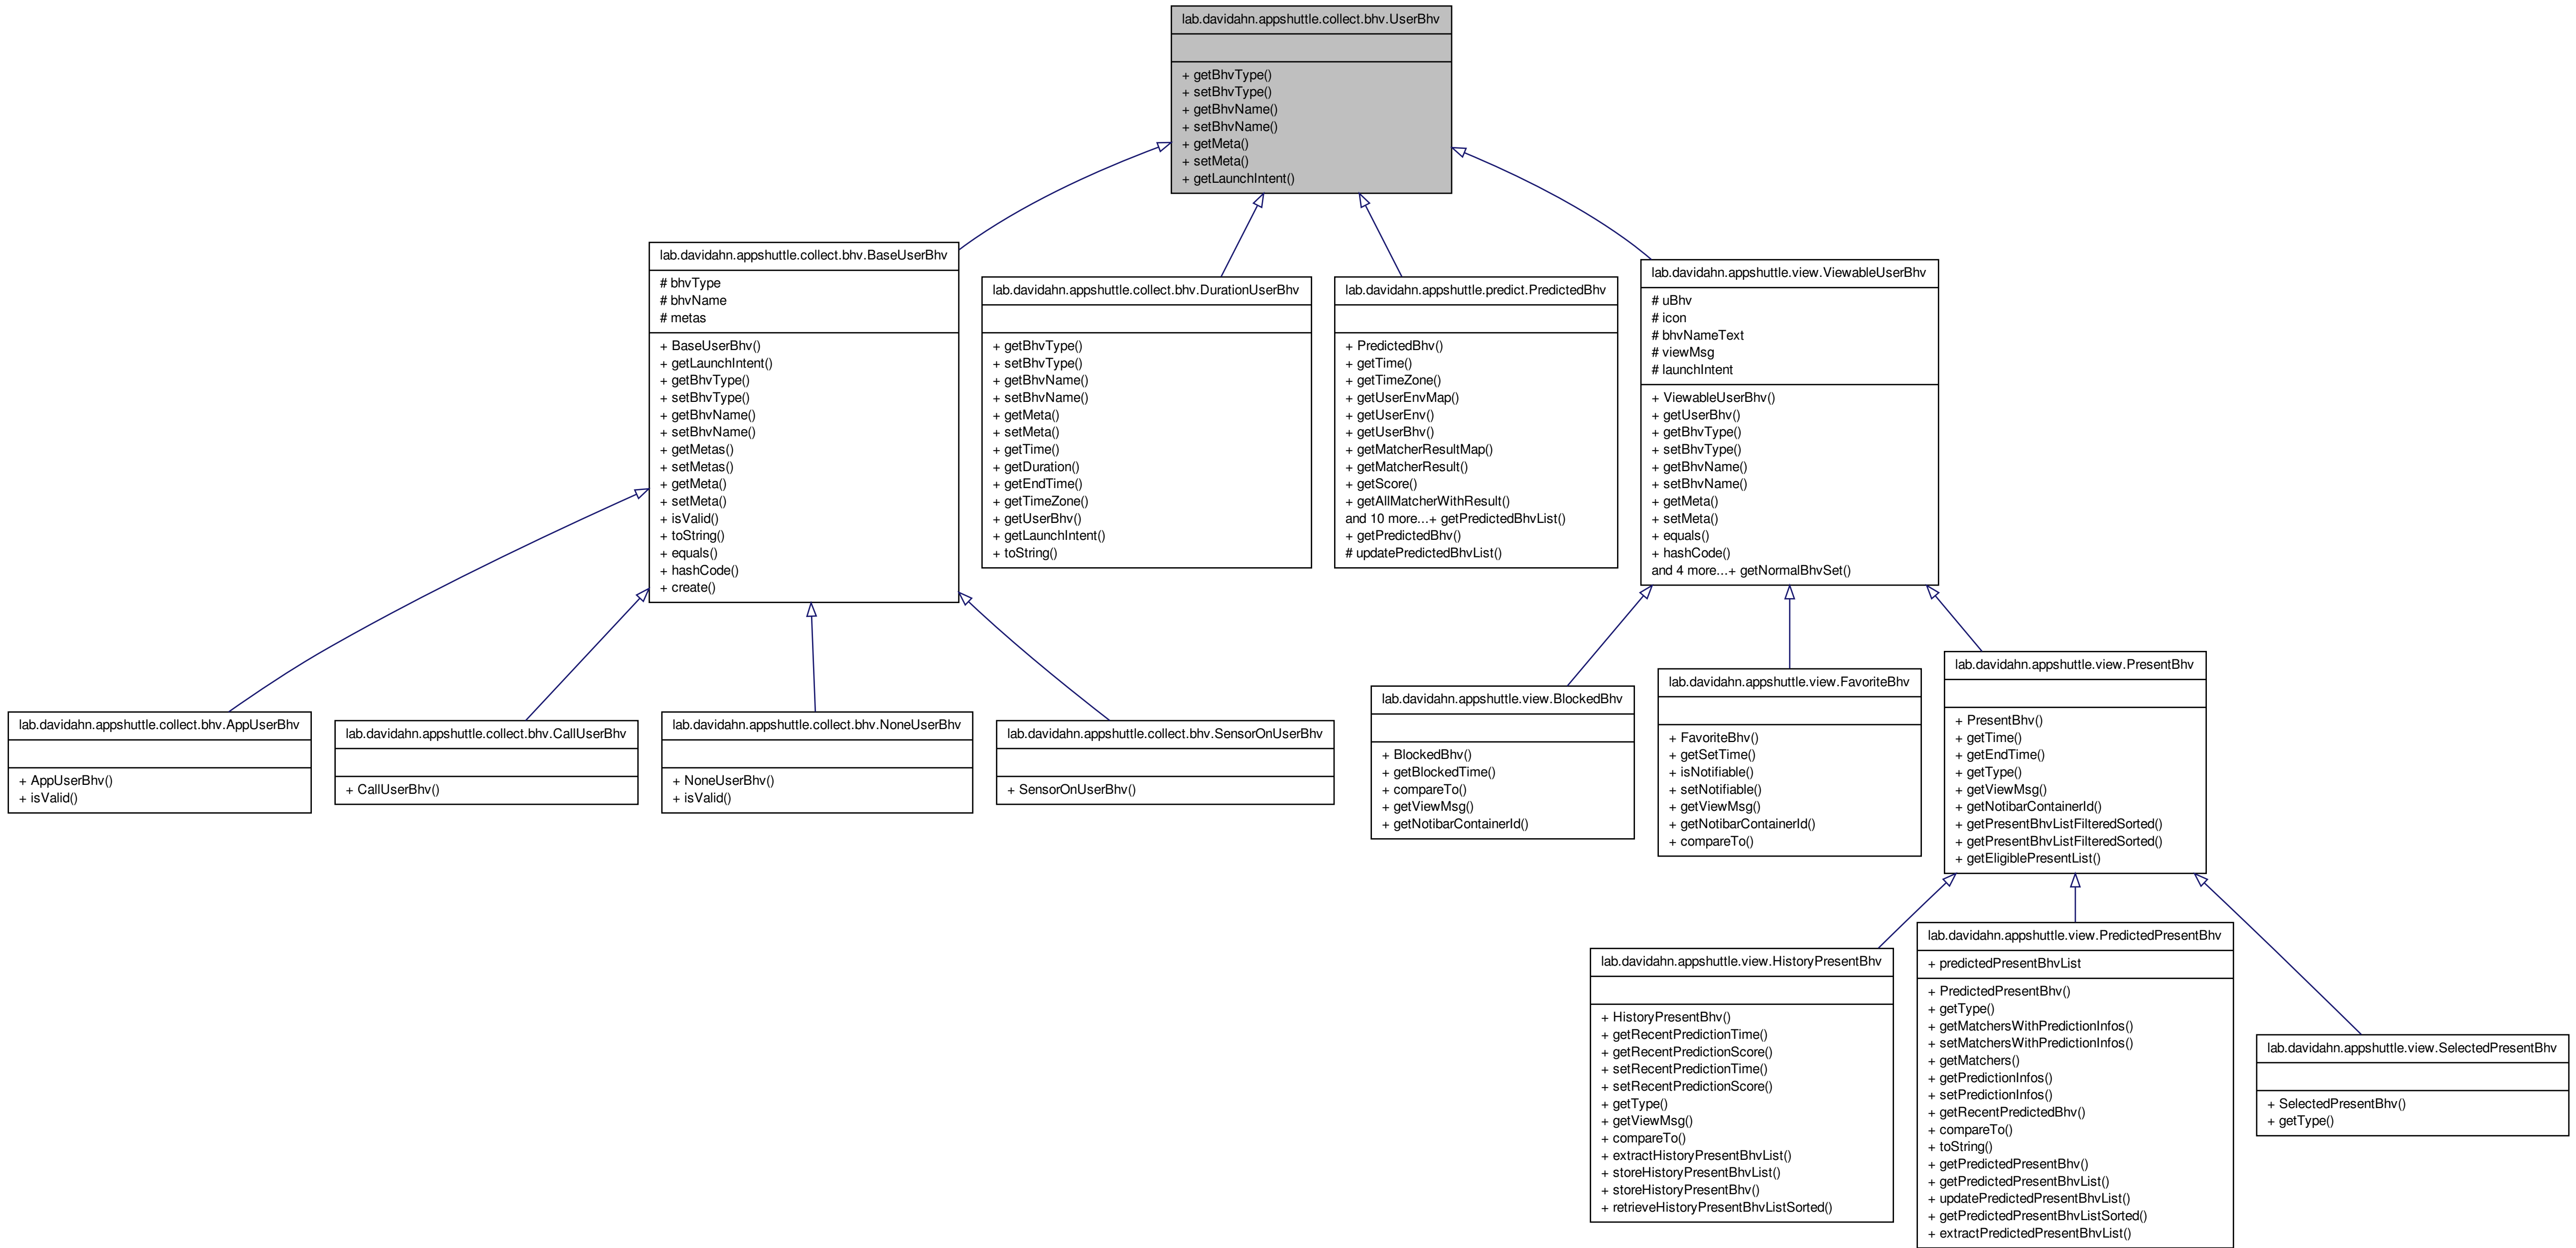 lab.davidahn.appshuttle.collect.bhv.UserBhv
+ getBhvType()
+ setBhvType()
+ getBhvName()
+ setBhvName()
+ getMeta()
+ setMeta()
+ getLaunchIntent()
lab.davidahn.appshuttle.collect.bhv.BaseUserBhv
# bhvType
# bhvName
# metas
+ BaseUserBhv()
+ getLaunchIntent()
+ getBhvType()
+ setBhvType()
+ getBhvName()
+ setBhvName()
+ getMetas()
+ setMetas()
+ getMeta()
+ setMeta()
+ isValid()
+ toString()
+ equals()
+ hashCode()
+ create()
lab.davidahn.appshuttle.collect.bhv.DurationUserBhv
+ getBhvType()
+ setBhvType()
+ getBhvName()
+ setBhvName()
+ getMeta()
+ setMeta()
+ getTime()
+ getDuration()
+ getEndTime()
+ getTimeZone()
+ getUserBhv()
+ getLaunchIntent()
+ toString()
lab.davidahn.appshuttle.predict.PredictedBhv
+ PredictedBhv()
+ getTime()
+ getTimeZone()
+ getUserEnvMap()
+ getUserEnv()
+ getUserBhv()
+ getMatcherResultMap()
+ getMatcherResult()
+ getScore()
+ getAllMatcherWithResult()
and 10 more...+ getPredictedBhvList()
+ getPredictedBhv()
# updatePredictedBhvList()
lab.davidahn.appshuttle.view.ViewableUserBhv
# uBhv
# icon
# bhvNameText
# viewMsg
# launchIntent
+ ViewableUserBhv()
+ getUserBhv()
+ getBhvType()
+ setBhvType()
+ getBhvName()
+ setBhvName()
+ getMeta()
+ setMeta()
+ equals()
+ hashCode()
and 4 more...+ getNormalBhvSet()
lab.davidahn.appshuttle.collect.bhv.AppUserBhv
+ AppUserBhv()
+ isValid()
lab.davidahn.appshuttle.collect.bhv.CallUserBhv
+ CallUserBhv()
lab.davidahn.appshuttle.collect.bhv.NoneUserBhv
+ NoneUserBhv()
+ isValid()
lab.davidahn.appshuttle.collect.bhv.SensorOnUserBhv
+ SensorOnUserBhv()
lab.davidahn.appshuttle.view.BlockedBhv
+ BlockedBhv()
+ getBlockedTime()
+ compareTo()
+ getViewMsg()
+ getNotibarContainerId()
lab.davidahn.appshuttle.view.FavoriteBhv
+ FavoriteBhv()
+ getSetTime()
+ isNotifiable()
+ setNotifiable()
+ getViewMsg()
+ getNotibarContainerId()
+ compareTo()
lab.davidahn.appshuttle.view.PresentBhv
+ PresentBhv()
+ getTime()
+ getEndTime()
+ getType()
+ getViewMsg()
+ getNotibarContainerId()
+ getPresentBhvListFilteredSorted()
+ getPresentBhvListFilteredSorted()
+ getEligiblePresentList()
lab.davidahn.appshuttle.view.HistoryPresentBhv
+ HistoryPresentBhv()
+ getRecentPredictionTime()
+ getRecentPredictionScore()
+ setRecentPredictionTime()
+ setRecentPredictionScore()
+ getType()
+ getViewMsg()
+ compareTo()
+ extractHistoryPresentBhvList()
+ storeHistoryPresentBhvList()
+ storeHistoryPresentBhv()
+ retrieveHistoryPresentBhvListSorted()
lab.davidahn.appshuttle.view.PredictedPresentBhv
+ predictedPresentBhvList
+ PredictedPresentBhv()
+ getType()
+ getMatchersWithPredictionInfos()
+ setMatchersWithPredictionInfos()
+ getMatchers()
+ getPredictionInfos()
+ setPredictionInfos()
+ getRecentPredictedBhv()
+ compareTo()
+ toString()
+ getPredictedPresentBhv()
+ getPredictedPresentBhvList()
+ updatePredictedPresentBhvList()
+ getPredictedPresentBhvListSorted()
+ extractPredictedPresentBhvList()
lab.davidahn.appshuttle.view.SelectedPresentBhv
+ SelectedPresentBhv()
+ getType()